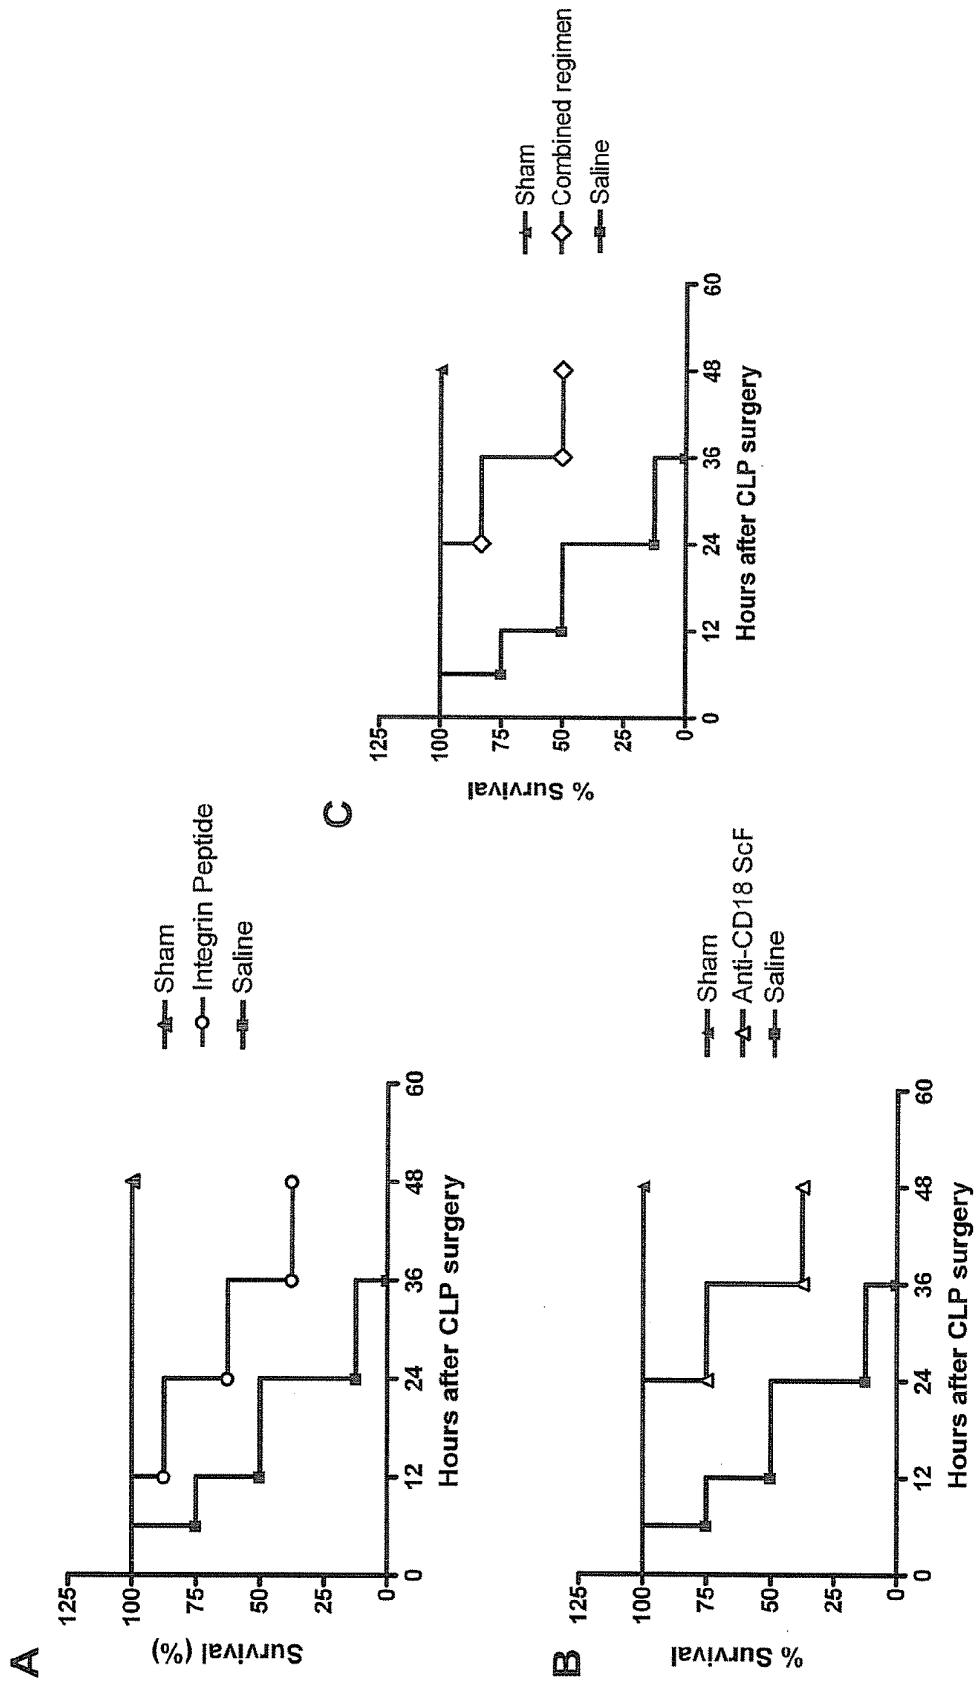 A
Survival (%)
125
100
75
50
25
0
0
12
24
36
48
60
Hours after CLP surgery
Sham
Integrin Peptide
Saline
B
% Survival
125
100
75
50
25
0
0
12
24
36
48
60
Hours after CLP surgery
Sham
Anti-CD18 ScF
Saline
C
% Survival
125
100
75
50
25
0
0
12
24
36
48
60
Hours after CLP surgery
Sham
Combined regimen
Saline